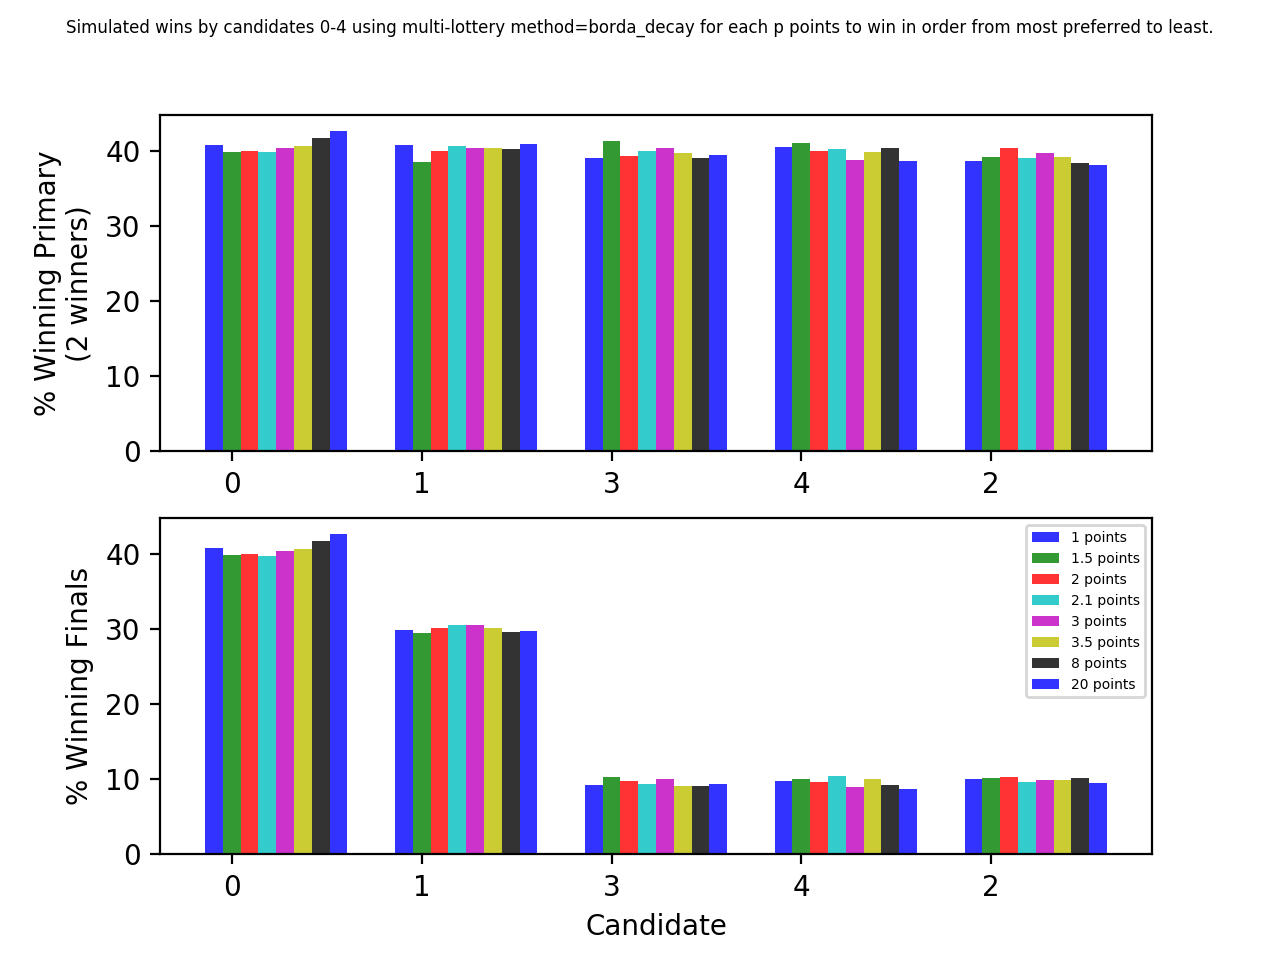 Simulated wins by candidates 0-4 using multi-lottery method=borda_decay for each p points to win in order from most preferred to least.
% Winning Primary
(2 winners)
40
30
20
10
0
0 1 3 4 2
% Winning Finals
40
30
20
10
0
1 points
1.5 points
2 points
2.1 points
3 points
3.5 points
8 points
20 points
0 1 3 4 2
Candidate